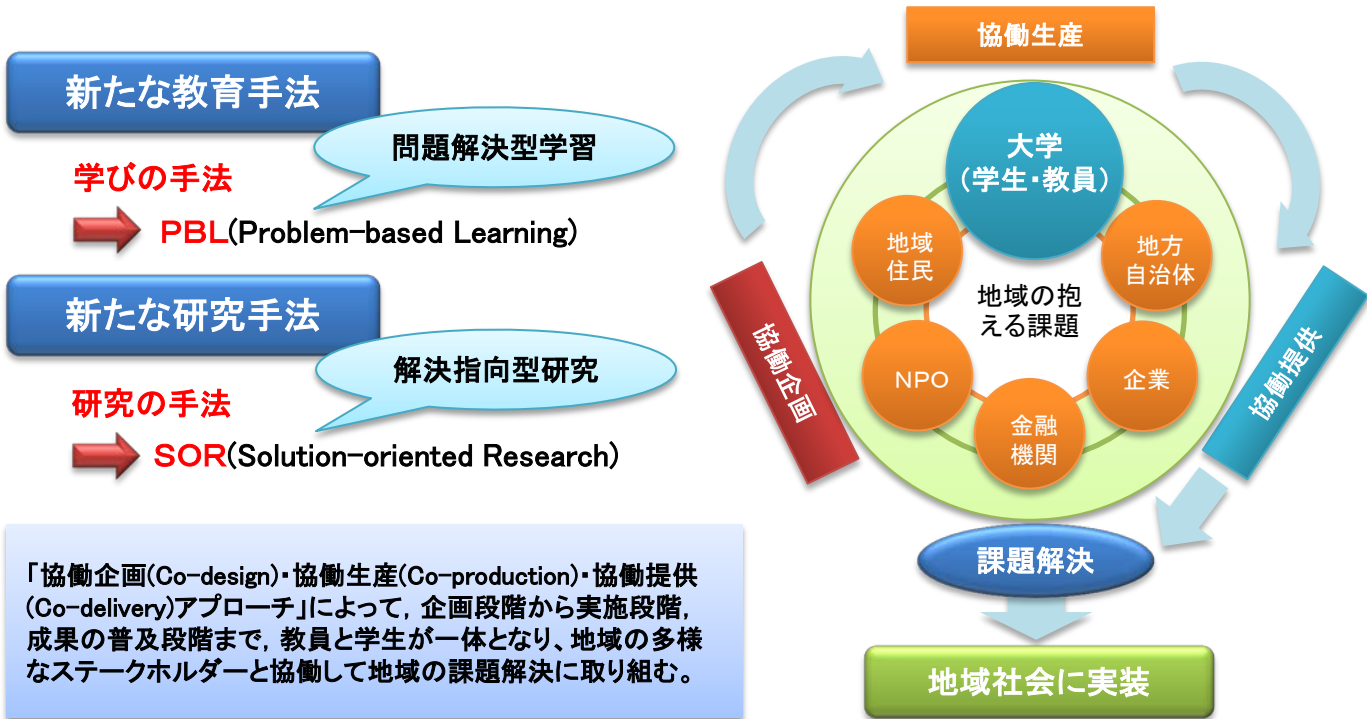 新たな教育手法
問題解決型学習
学びの手法
PBL(Problem-based Learning)
新たな研究手法
解決指向型研究
研究の手法
SOR(Solution-oriented Research)
「協働企画(Co-design)・協働生産(Co-production)・協働提供
(Co-delivery)アプローチ」によって, 企画段階から実施段階,
成果の普及段階まで, 教員と学生が一体となり、地域の多様
なステークホルダーと協働して地域の課題解決に取り組む。
協働生産
大学
(学生・教員)
地域
住民
地方
自治体
地域の抱
える課題
協働企画
協働提供
NPO
企業
金融
機関
課題解決
地域社会に実装